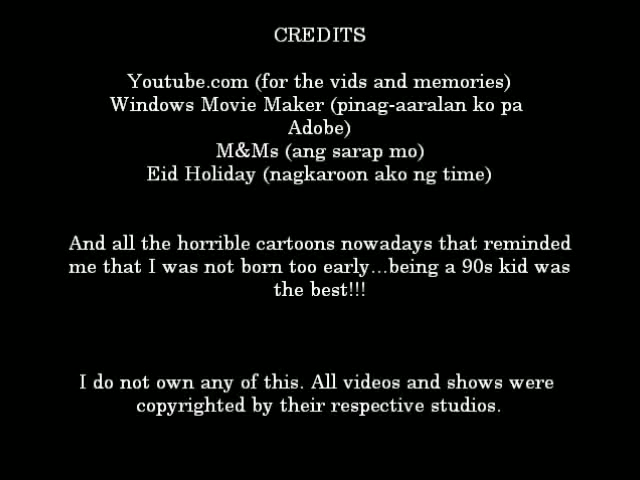 CREDITS
Youtube.com (for the vids and memories)
Windows Movie Maker (pinag-aaralan ko pa
Adobe)
M&Ms (ang sarap mo)
Eid Holiday (nagkaroon ako ng time)
And all the horrible cartoons nowadays that reminded
me that I was not born too early...being a 90s kid was
the best!!!
I do not own any of this. All videos and shows were
copyrighted by their respective studios.